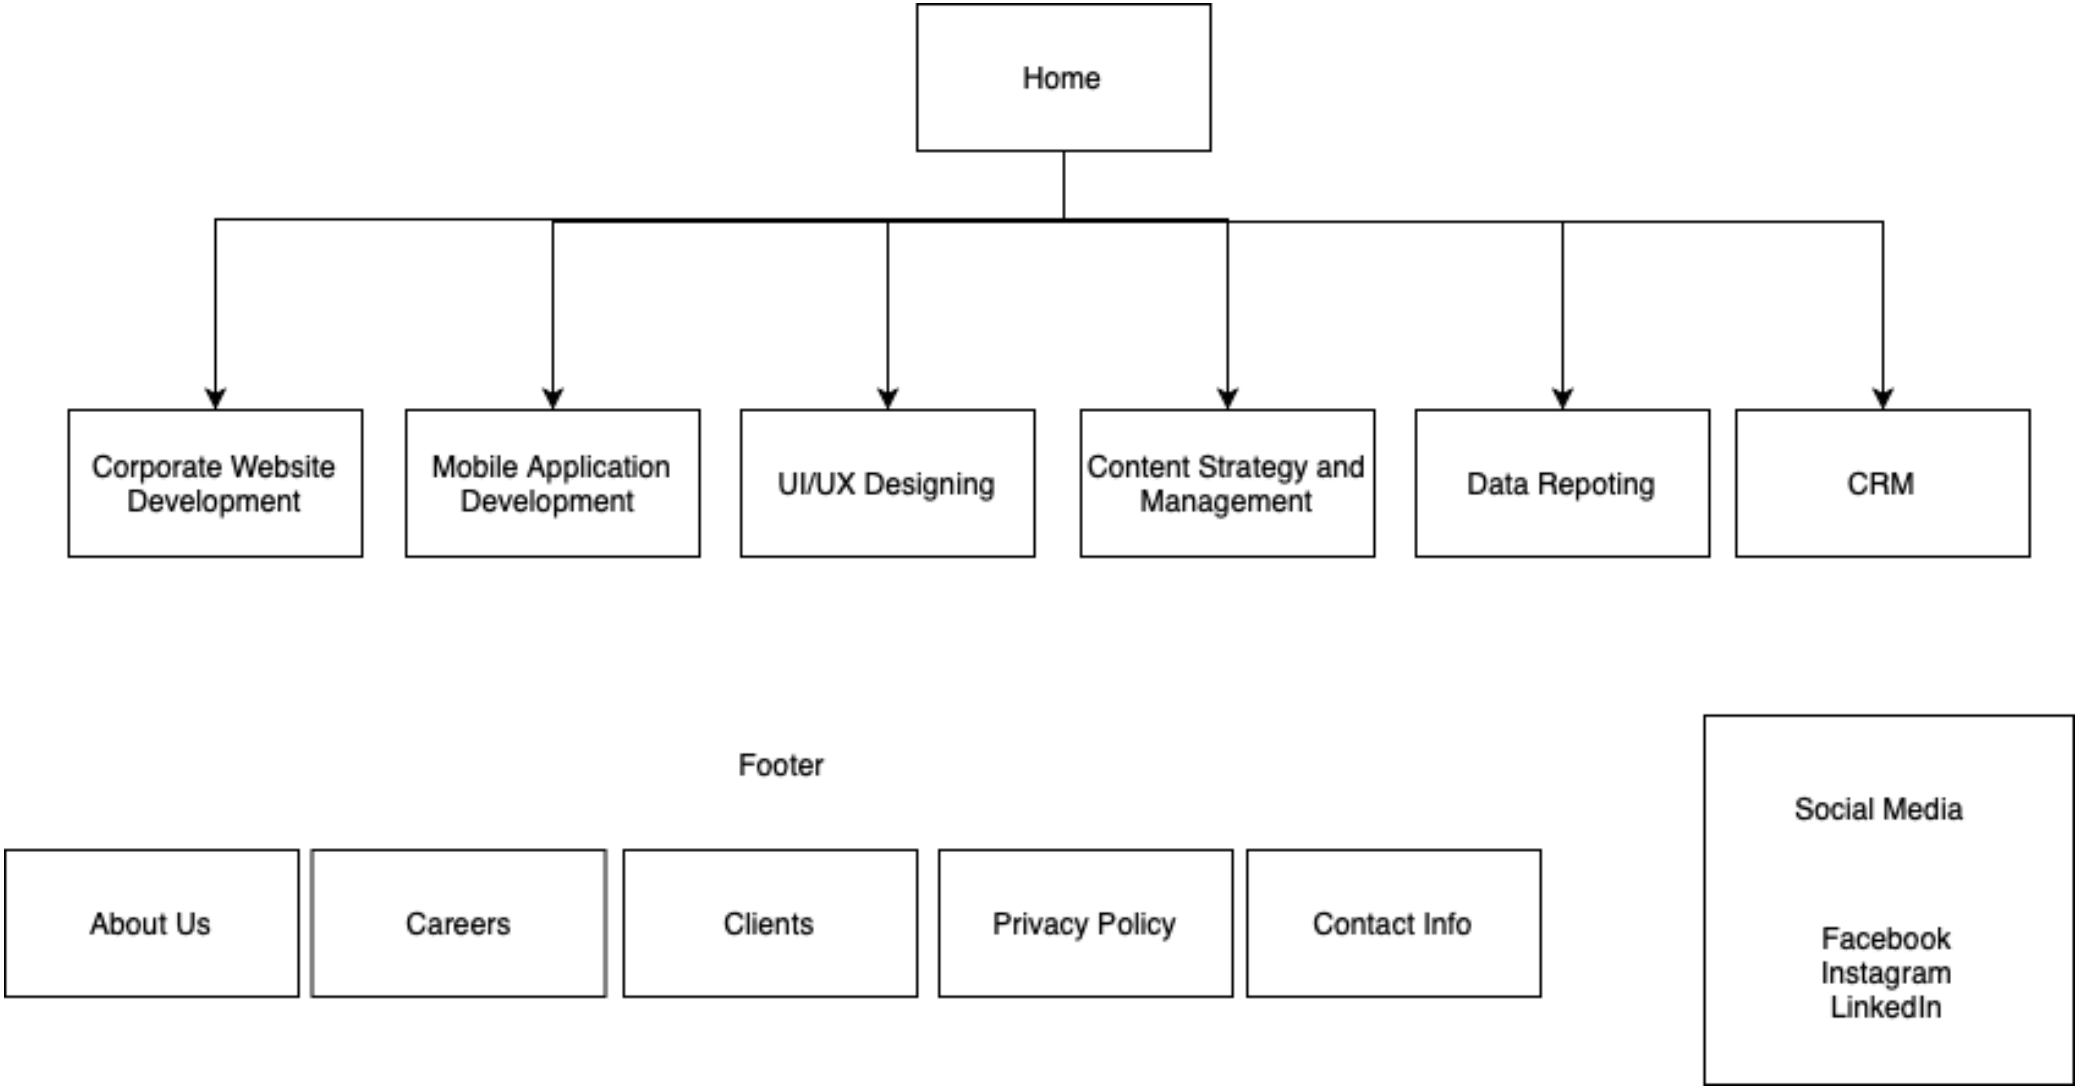 Home
Corporate Website
Development
Mobile Application
Development
UI/UX Designing
Content Strategy and
Management
Data Repoting
CRM
Footer
Social Media
About Us
Careers
Clients
Privacy Policy
Contact Info
Facebook
Instagram
LinkedIn